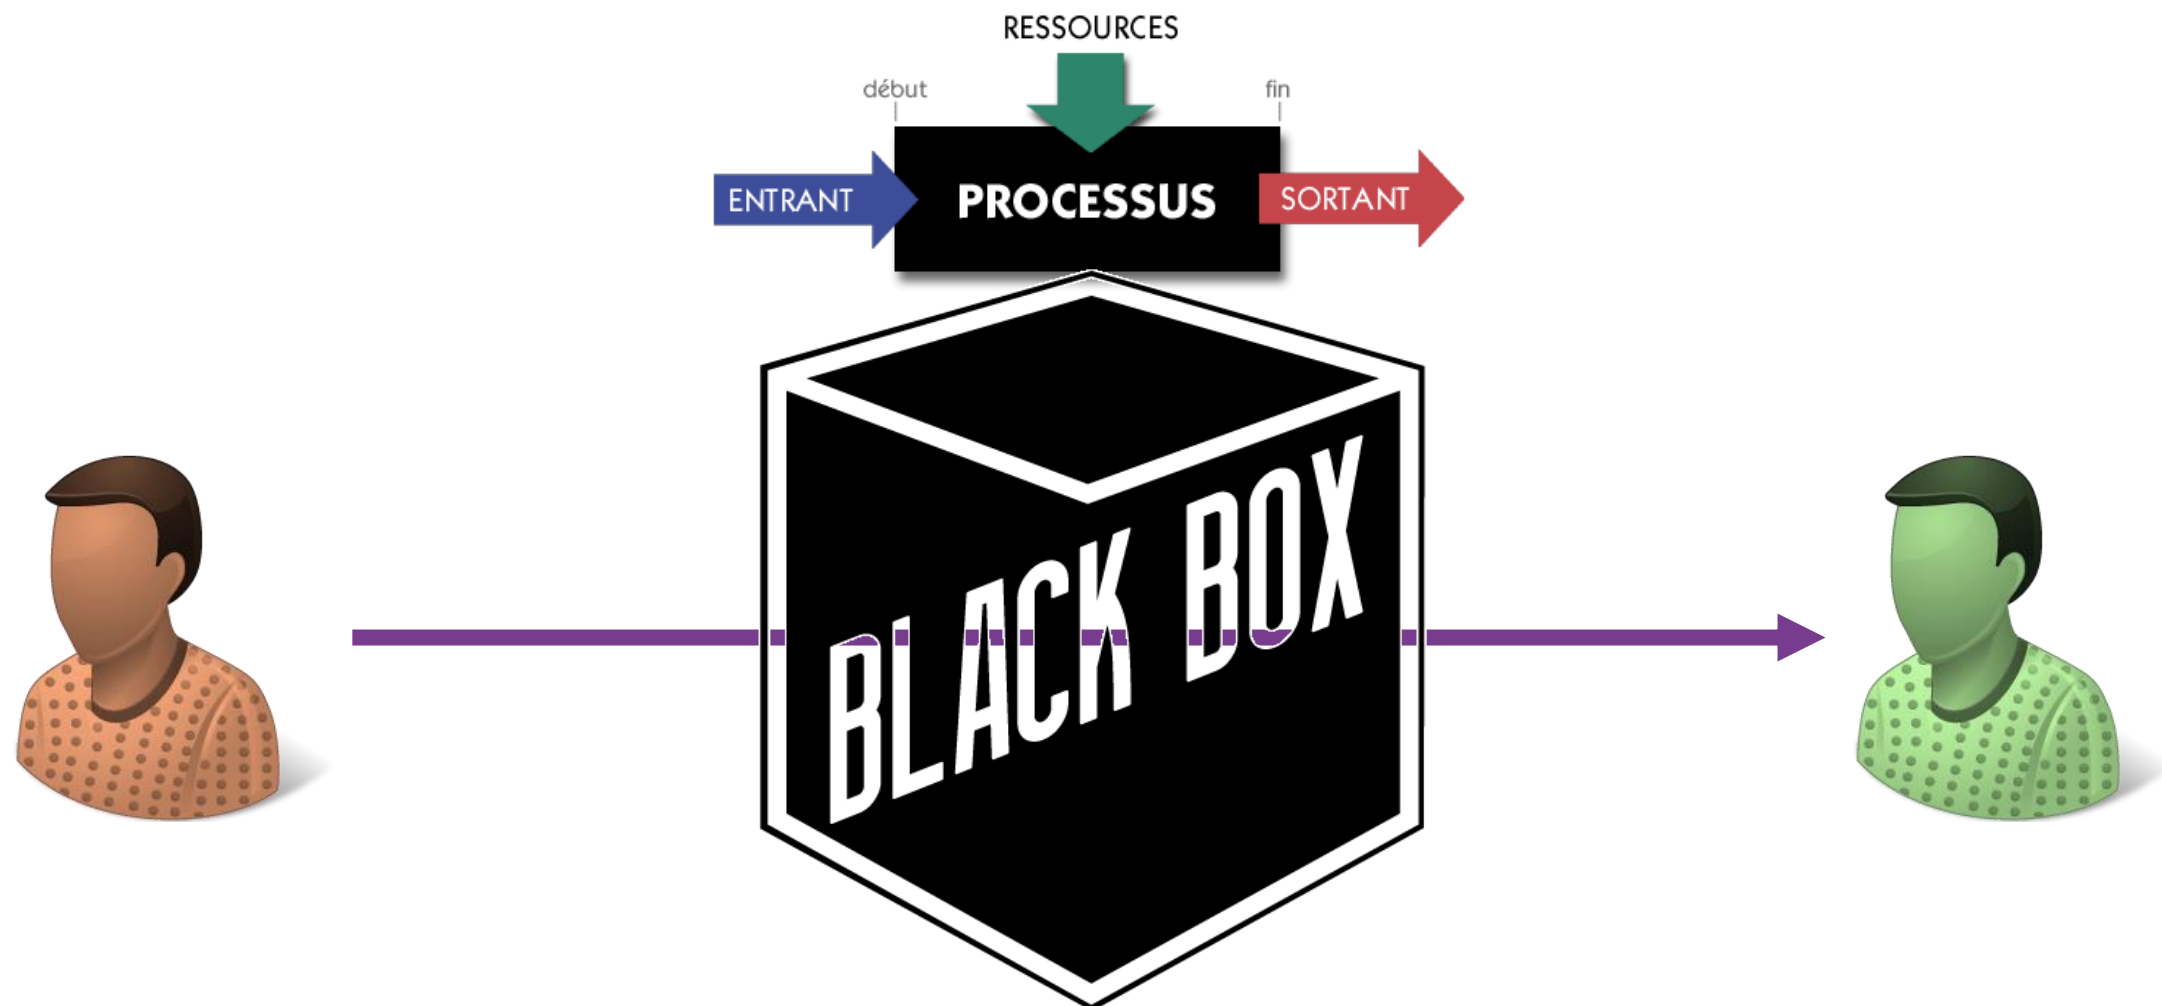 RESSOURCES
début
fin
ENTRANT
PROCESSUS
SORTANT
BLACK BOX